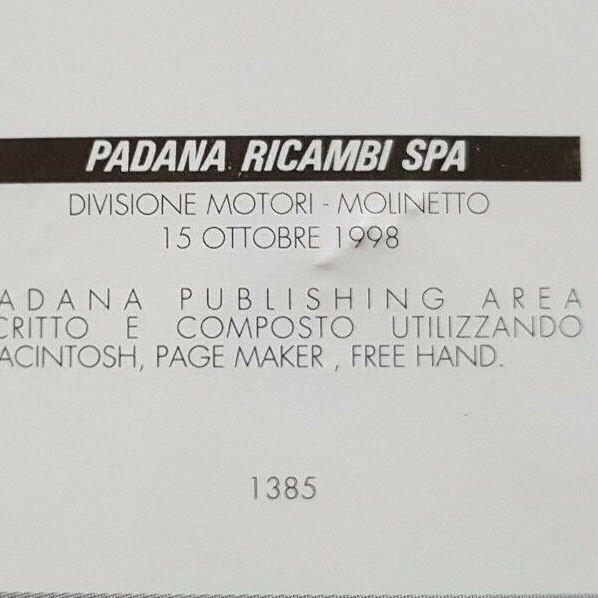 PADANA RICAMBI SPA
DIVISIONE MOTORI - MOLINETTO
15 OTTOBRE 1998
ADANA PUBLISHING AREA
CRITTO E COMPOSTO UTILIZZANDO
ACINTOSH, PAGE MAKER , FREE HAND.
1385